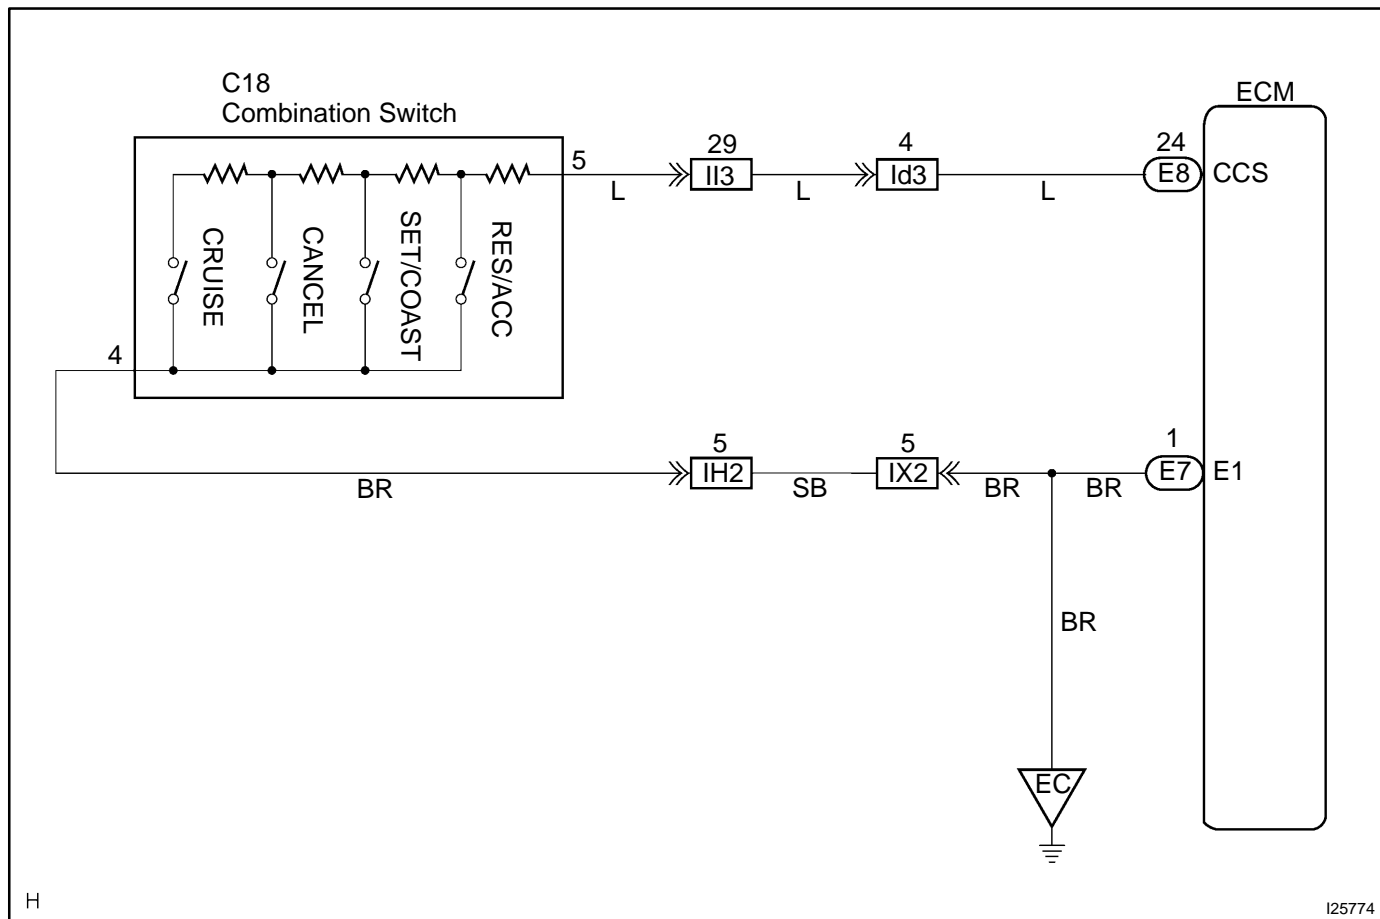 C18
Combination Switch
ECM
5
29
4
24
L
II3
L
Id3
L
E8
CCS
CRUISE
CANCEL
SET/COAST
RES/ACC
4
5
5
1
BR
IH2
SB
IX2
BR
BR
E7
E1
BR
EC
H
I25774